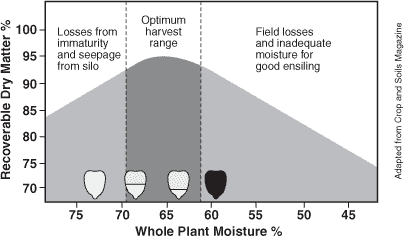 Losses from
immaturity
and seepage
from silo
Optimum
harvest
range
Field losses
and inadequate
moisture for
good ensiling
Recoverable Dry Matter %
100
95
90
85
80
75
70
75
70
65
60
55
50
45
Whole Plant Moisture %
Adapted from Crop and Soils Magazine